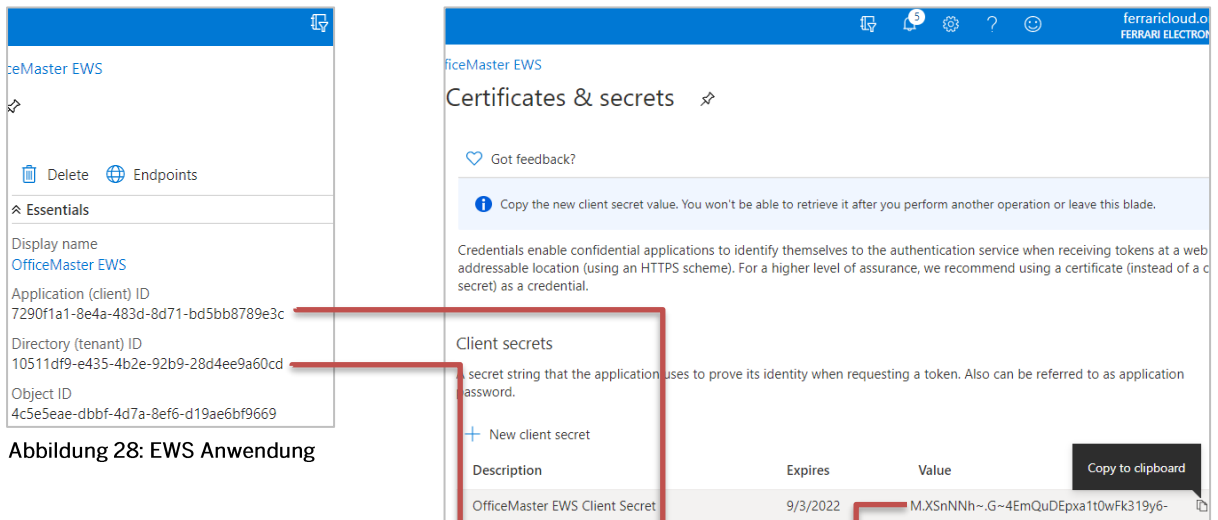 ceMaster EWS
Delete Endpoints
Essentials
Display name
OfficeMaster EWS
Application (client) ID
7290f1a1-8e4a-483d-8d71-bd5bb8789e3c
Directory (tenant) ID
10511df9-e435-4b2e-92b9-28d4ee9a60cd
Object ID
4c5e5eae-dbbf-4d7a-8ef6-d19ae6bf9669
Abbildung 28: EWS Anwendung
5
?
ferraricloud.o
FERRARI ELECTRON
ficeMaster EWS
Certificates & secrets
Got feedback?
Copy the new client secret value. You won't be able to retrieve it after you perform another operation or leave this blade.
Credentials enable confidential applications to identify themselves to the authentication service when receiving tokens at a web
addressable location (using an HTTPS scheme). For a higher level of assurance, we recommend using a certificate (instead of a c
secret) as a credential.
Client secrets
A secret string that the application uses to prove its identity when requesting a token. Also can be referred to as application
password.
New client secret
Description Expires Value
Copy to clipboard
OfficeMaster EWS Client Secret 9/3/2022 M.XSnNNh~.G~4EmQuDEpxa1t0wFk319y6-